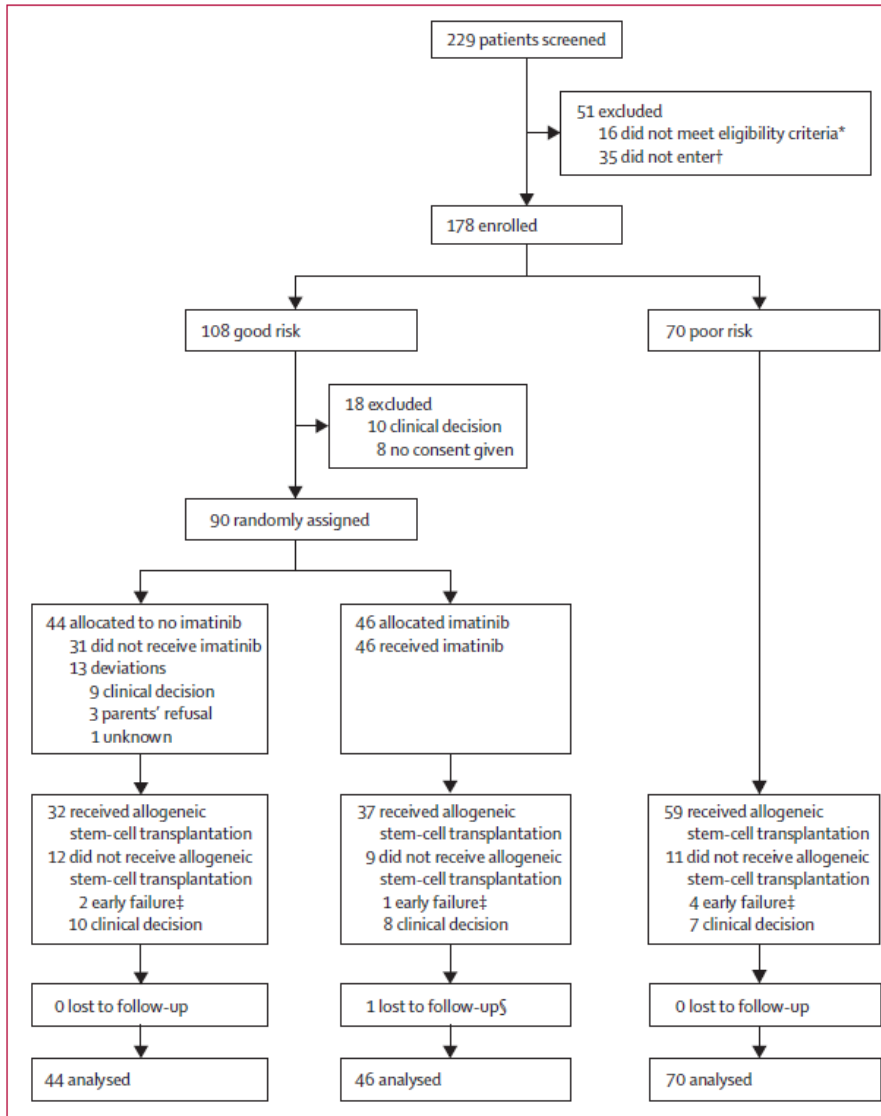 229 patients screened
51 excluded
16 did not meet eligibility criteria*
35 did not enter†
178 enrolled
108 good risk
70 poor risk
18 excluded
10 clinical decision
8 no consent given
90 randomly assigned
44 allocated to no imatinib
31 did not receive imatinib
13 deviations
9 clinical decision
3 parents’ refusal
1 unknown
46 allocated imatinib
46 received imatinib
32 received allogeneic
stem-cell transplantation
12 did not receive allogeneic
stem-cell transplantation
2 early failure‡
10 clinical decision
37 received allogeneic
stem-cell transplantation
9 did not receive allogeneic
stem-cell transplantation
1 early failure‡
8 clinical decision
59 received allogeneic
stem-cell transplantation
11 did not receive allogeneic
stem-cell transplantation
4 early failure‡
7 clinical decision
0 lost to follow-up
1 lost to follow-up§
0 lost to follow-up
44 analysed
46 analysed
70 analysed